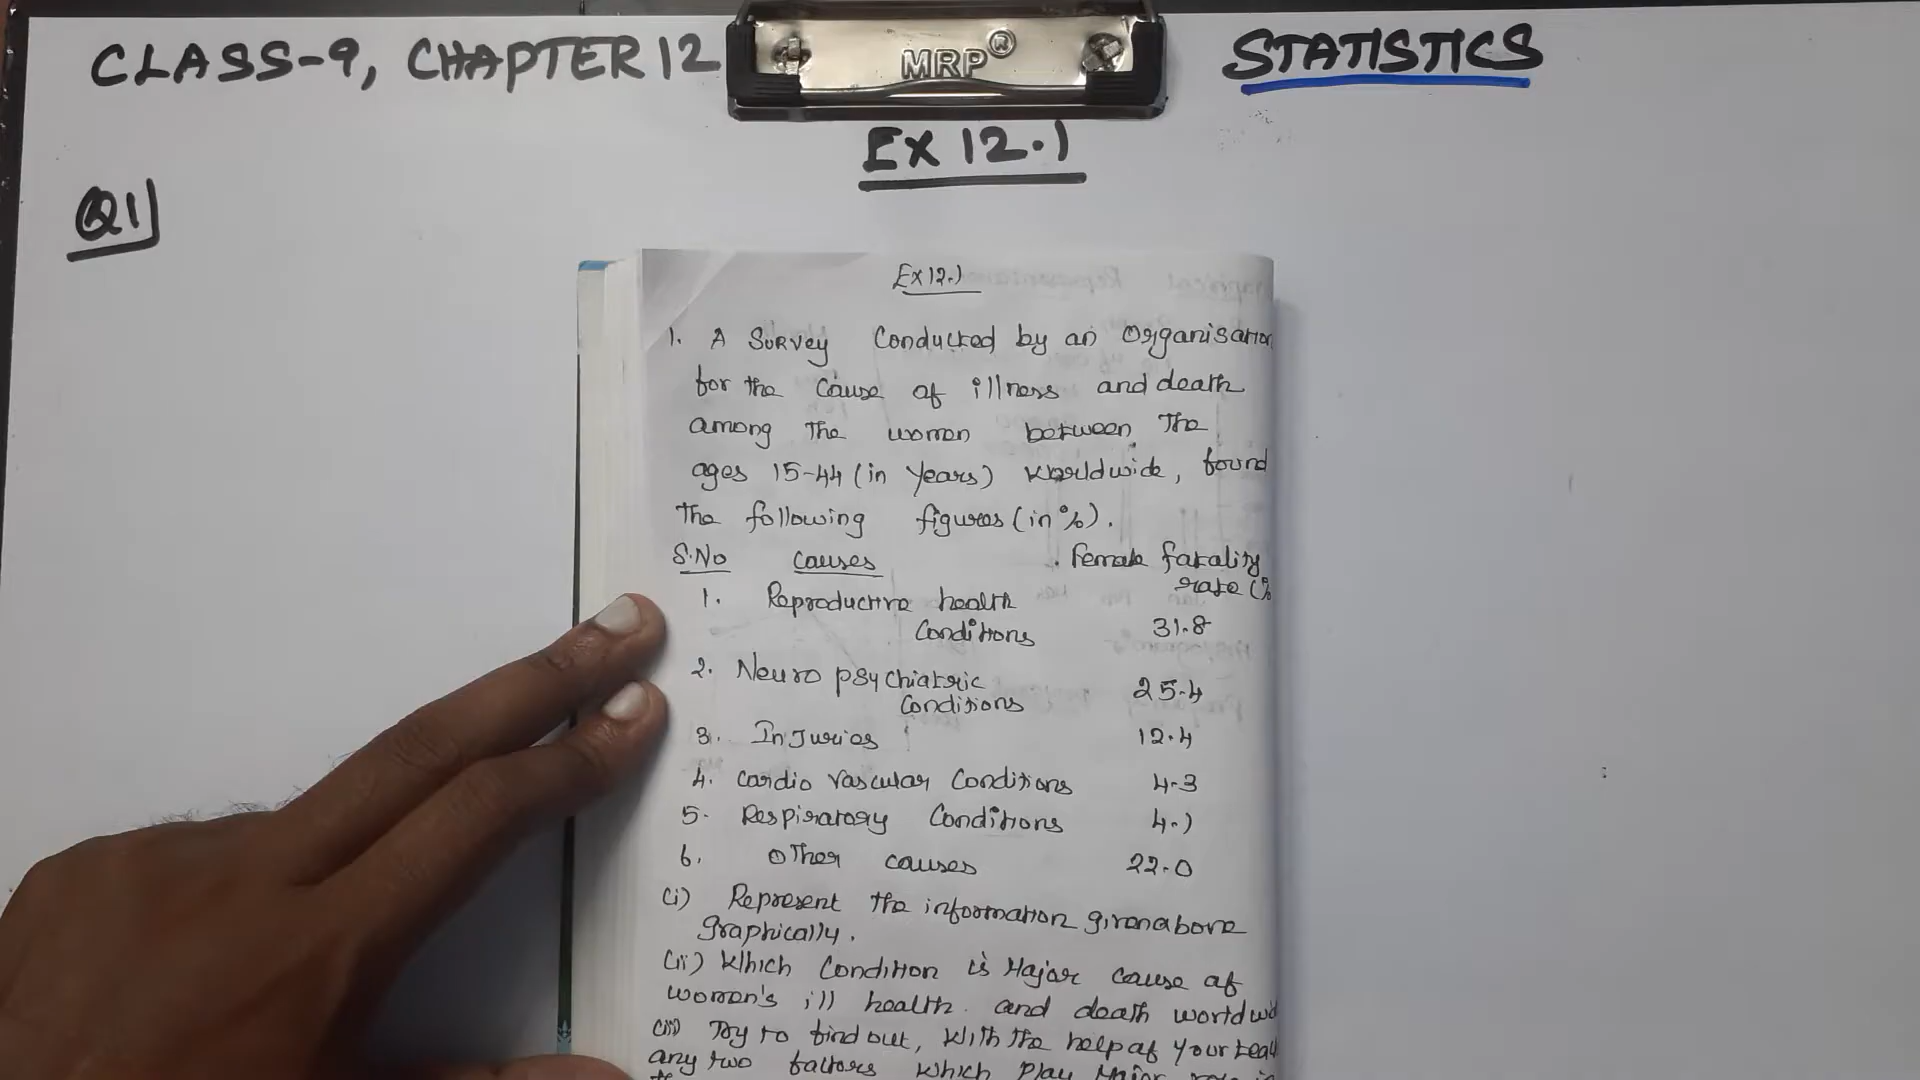 CLASS-9, CHAPTER 12
MRP®
STATISTICS
EX 12.1
Q1
Ex 12.1
1. A Survey Conducted by an Organisation
for the Cause of illness and death
among The women between The
ages 15-44 (in Years) Worldwide, found
The following figures (in %).
S.No Causes Female fatality
rate (%
1. Reproductive health
Conditions 31.8
2. Neuro psychiatric
Conditions 25.4
3. Injuries 12.4
4. Cardio vascular Conditions 4.3
5. Respiratory Conditions 4.1
6. Other causes 22.0
(i) Represent the information given above
graphically.
(ii) Which Condition is Major cause of
women's ill health and death worldwi
(iii) Try to find out, With the help of Your teac
any two factors which play Major role in